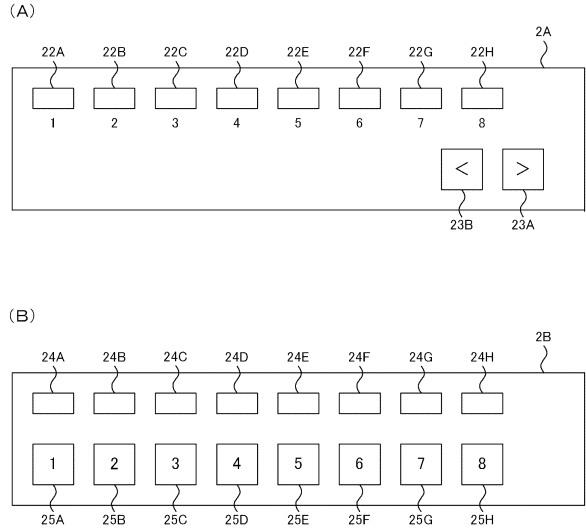 (A)
22A 22B 22C 22D 22E 22F 22G 22H 2A
1 2 3 4 5 6 7 8
< >
23B 23A
(B)
24A 24B 24C 24D 24E 24F 24G 24H 2B
1 2 3 4 5 6 7 8
25A 25B 25C 25D 25E 25F 25G 25H